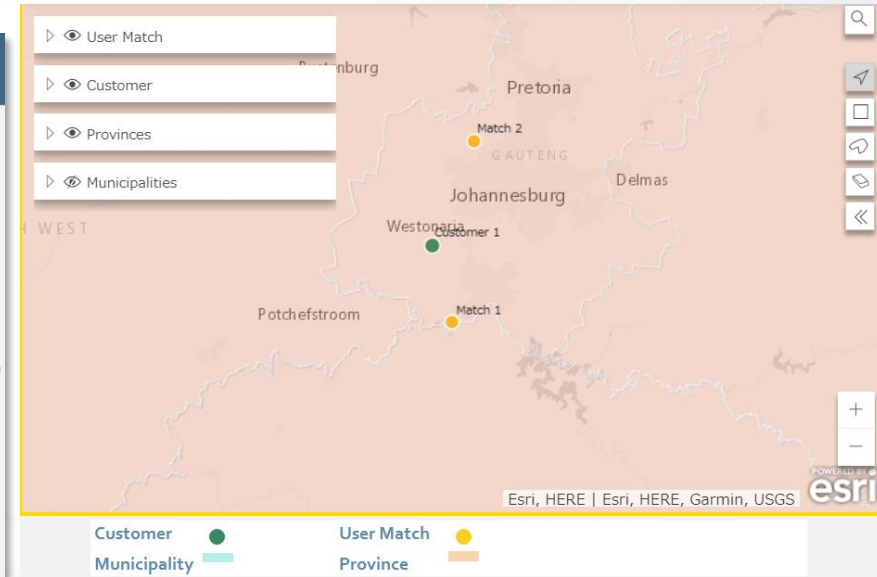 User Match
Customer
Provinces
Municipalities
Pretoria
Match 2
GAUTENG
Delmas
Johannesburg
WEST
Westonaria
Customer 1
Potchefstroom
Match 1
+
−
POWERED BY
esri
Esri, HERE | Esri, HERE, Garmin, USGS
Customer User Match
Municipality Province